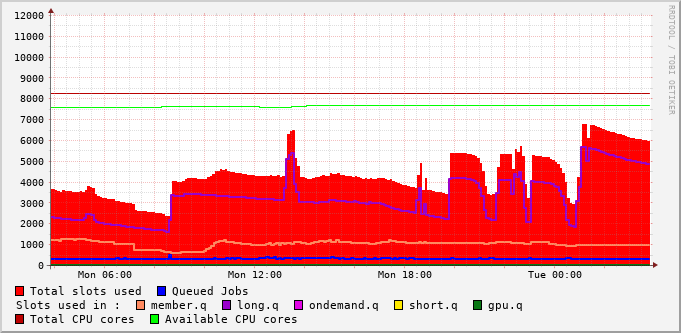 12000
11000
10000
9000
8000
7000
6000
5000
4000
3000
2000
1000
0
Mon 06:00 Mon 12:00 Mon 18:00 Tue 00:00
RRDTOOL / TOBI OETIKER
Total slots used Queued Jobs
Slots used in : member.q long.q ondemand.q short.q gpu.q
Total CPU cores Available CPU cores